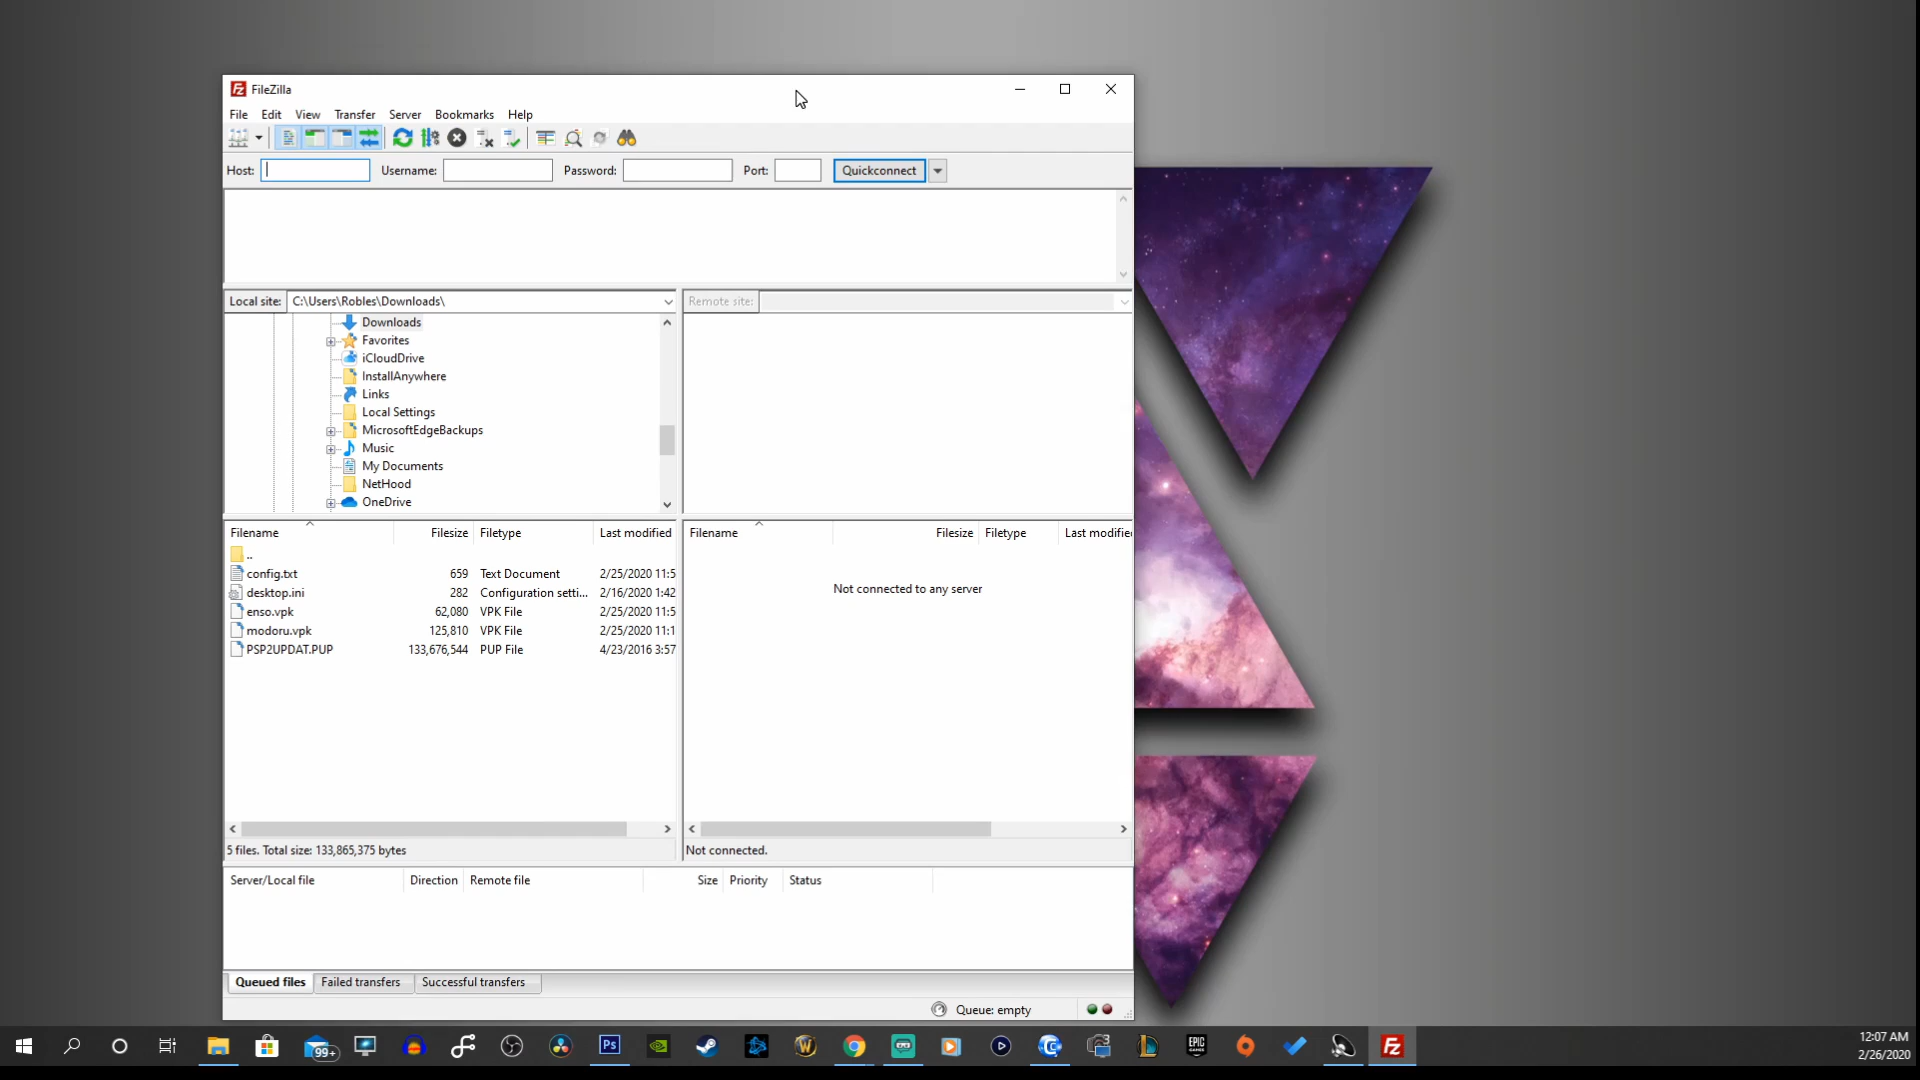 Fz FileZilla
File Edit View Transfer Server Bookmarks Help
Host: Username: Password: Port: Quickconnect
Local site: C:\Users\Robles\Downloads\ Remote site:
Downloads
Favorites
iCloudDrive
InstallAnywhere
Links
Local Settings
MicrosoftEdgeBackups
Music
My Documents
NetHood
OneDrive
Filename Filesize Filetype Last modified Filename Filesize Filetype Last modified
..
config.txt 659 Text Document 2/25/2020 11:5
desktop.ini 282 Configuration setti... 2/16/2020 1:42
enso.vpk 62,080 VPK File 2/25/2020 11:5
modoru.vpk 125,810 VPK File 2/25/2020 11:1
PSP2UPDAT.PUP 133,676,544 PUP File 4/23/2016 3:57
Not connected to any server
5 files. Total size: 133,865,375 bytes Not connected.
Server/Local file Direction Remote file Size Priority Status
Queued files Failed transfers Successful transfers
Queue: empty
99+ Ps EPIC GAMES Fz
12:07 AM
2/26/2020